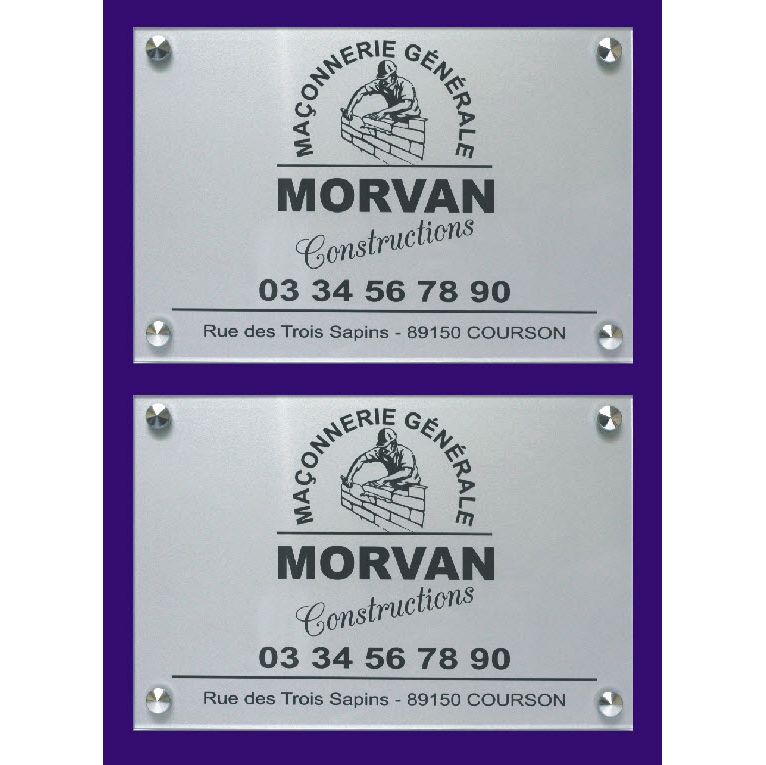 MAÇONNERIE GÉNÉRALE
MORVAN
Constructions
03 34 56 78 90
Rue des Trois Sapins - 89150 COURSON
MAÇONNERIE GÉNÉRALE
MORVAN
Constructions
03 34 56 78 90
Rue des Trois Sapins - 89150 COURSON